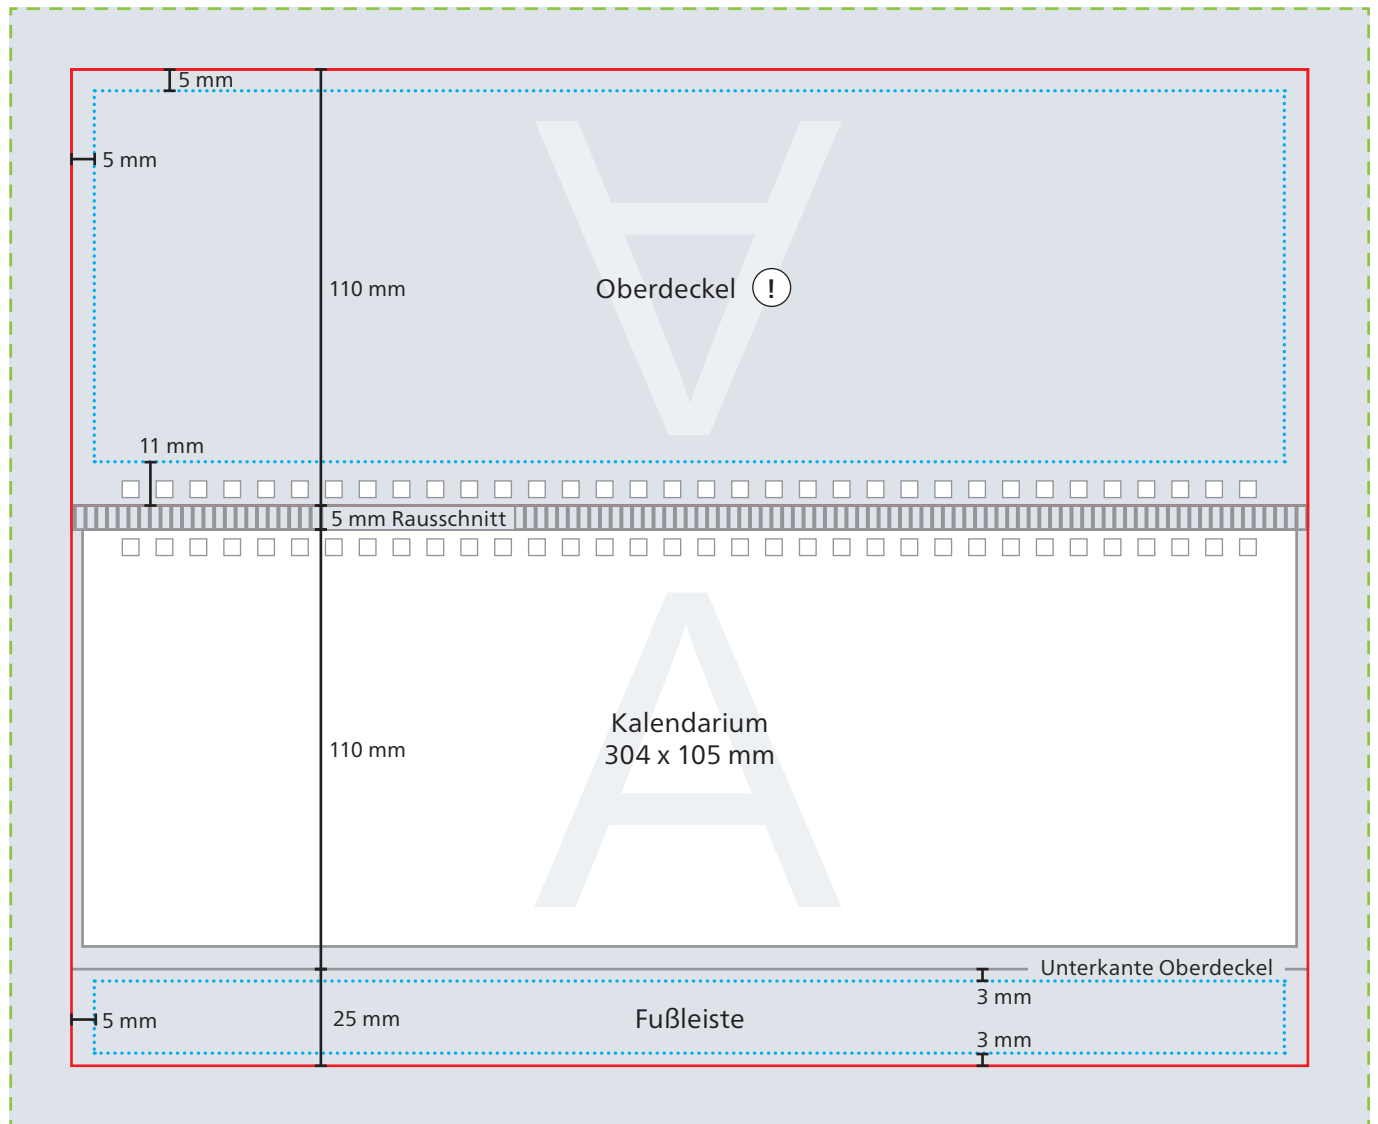 5 mm
5 mm
110 mm
Oberdeckel !
A
11 mm
5 mm Rausschnitt
A
Kalendarium
304 x 105 mm
110 mm
Unterkante Oberdeckel
3 mm
5 mm
25 mm
Fußleiste
3 mm